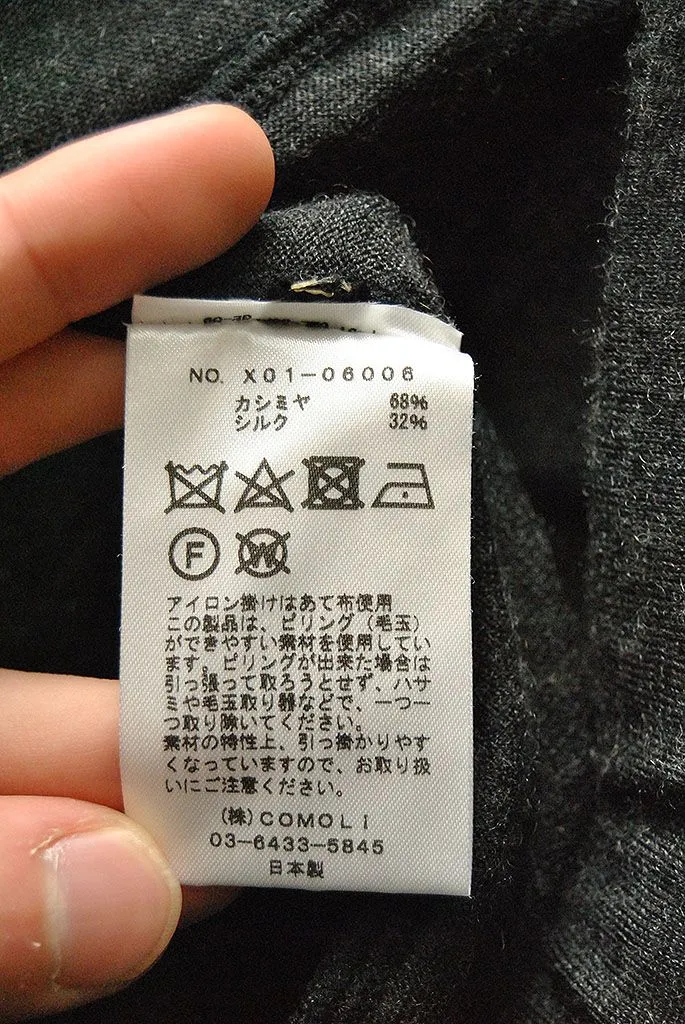 NO. X01-06006
カシミヤ 68%
シルク 32%
F
W
アイロン掛けはあて布使用
この製品は、ピリング(毛玉)
ができやすい素材を使用してい
ます。ピリングが出来た場合は
引っ張って取ろうとせず、ハサ
ミや毛玉取り器などで、一つ一
つ取り除いてください。
素材の特性上、引っ掛かりやす
くなっていますので、お取り扱
いにご注意ください。
(株)COMOLI
03-6433-5845
日本製